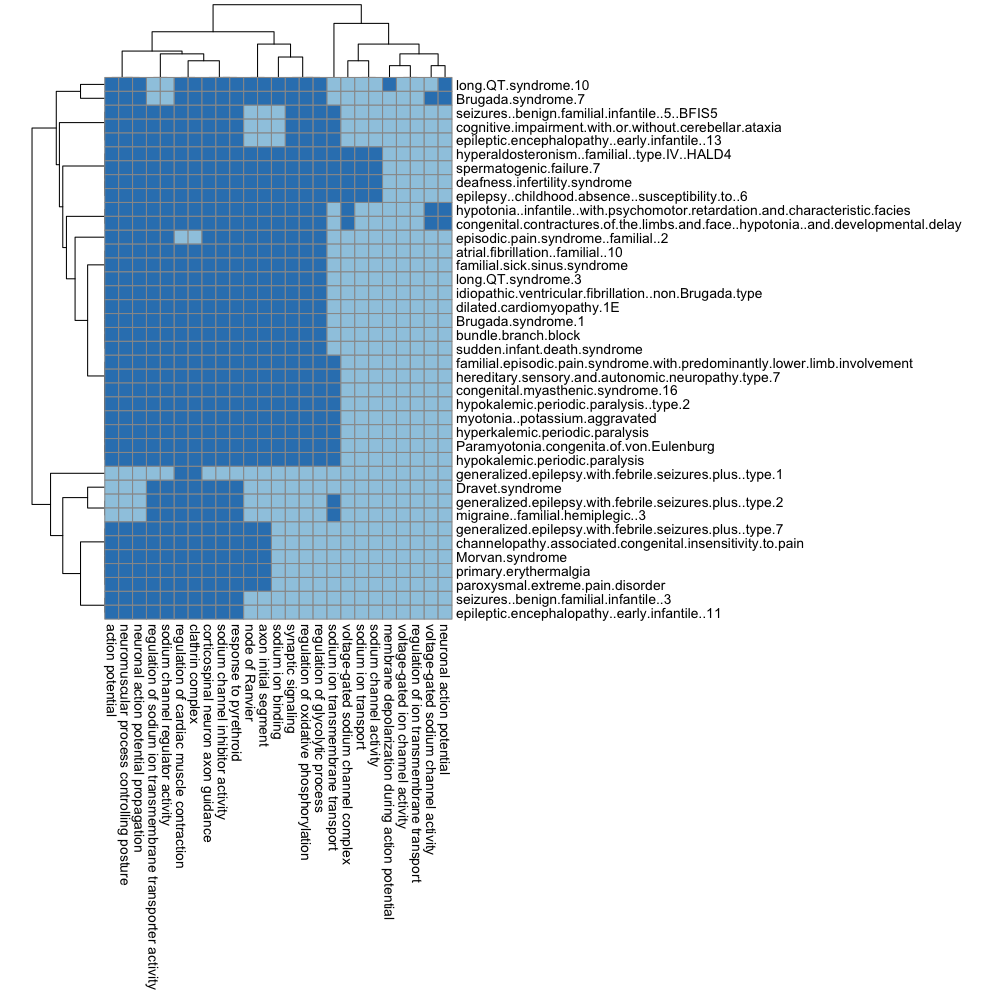 long.QT.syndrome.10
Brugada.syndrome.7
seizures..benign.familial.infantile..5..BFIS5
cognitive.impairment.with.or.without.cerebellar.ataxia
epileptic.encephalopathy..early.infantile..13
hyperaldosteronism..familial..type.IV..HALD4
spermatogenic.failure.7
deafness.infertility.syndrome
epilepsy..childhood.absence..susceptibility.to..6
hypotonia..infantile..with.psychomotor.retardation.and.characteristic.facies
congenital.contractures.of.the.limbs.and.face..hypotonia..and.developmental.delay
episodic.pain.syndrome..familial..2
atrial.fibrillation..familial..10
familial.sick.sinus.syndrome
long.QT.syndrome.3
idiopathic.ventricular.fibrillation..non.Brugada.type
dilated.cardiomyopathy.1E
Brugada.syndrome.1
bundle.branch.block
sudden.infant.death.syndrome
familial.episodic.pain.syndrome.with.predominantly.lower.limb.involvement
hereditary.sensory.and.autonomic.neuropathy.type.7
congenital.myasthenic.syndrome.16
hypokalemic.periodic.paralysis..type.2
myotonia..potassium.aggravated
hyperkalemic.periodic.paralysis
Paramyotonia.congenita.of.von.Eulenburg
hypokalemic.periodic.paralysis
generalized.epilepsy.with.febrile.seizures.plus..type.1
Dravet.syndrome
generalized.epilepsy.with.febrile.seizures.plus..type.2
migraine..familial.hemiplegic..3
generalized.epilepsy.with.febrile.seizures.plus..type.7
channelopathy.associated.congenital.insensitivity.to.pain
Morvan.syndrome
primary.erythermalgia
paroxysmal.extreme.pain.disorder
seizures..benign.familial.infantile..3
epileptic.encephalopathy..early.infantile..11
action potential
neuromuscular process controlling posture
neuronal action potential propagation
regulation of sodium ion transmembrane transporter activity
sodium channel regulator activity
regulation of cardiac muscle contraction
clathrin complex
corticospinal neuron axon guidance
sodium channel inhibitor activity
response to pyrethroid
node of Ranvier
axon initial segment
sodium ion binding
synaptic signaling
regulation of oxidative phosphorylation
regulation of glycolytic process
sodium ion transmembrane transport
voltage-gated sodium channel complex
sodium ion transport
sodium channel activity
membrane depolarization during action potential
voltage-gated ion channel activity
regulation of ion transmembrane transport
voltage-gated sodium channel activity
neuronal action potential